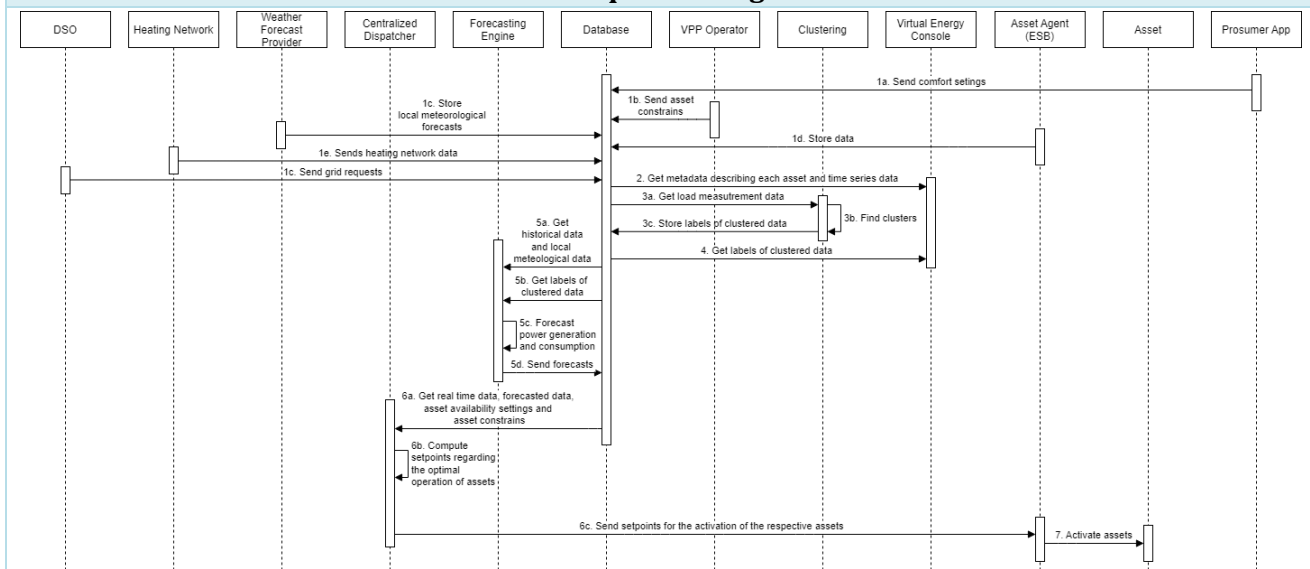 DSO
Heating Network
Weather
Forecast
Provider
Centralized
Dispatcher
Forecasting
Engine
Database
VPP Operator
Clustering
Virtual Energy
Console
Asset Agent
(ESB)
Asset
Prosumer App
1a. Send comfort setings
1b. Send asset
constrains
1c. Store
local meteorological
forecasts
1d. Store data
1e. Sends heating network data
1c. Send grid requests
2. Get metadata describing each asset and time series data
3a. Get load measutrement data
3b. Find clusters
3c. Store labels of clustered data
5a. Get
historical data
and local
meteological data
4. Get labels of clustered data
5b. Get labels of
clustered data
5c. Forecast
power generation
and consumption
5d. Send forecasts
6a. Get real time data, forecasted data,
asset availability settings and
asset constrains
6b. Compute
setpoints regarding
the optimal
operation of assets
6c. Send setpoints for the activation of the respective assets
7. Activate assets